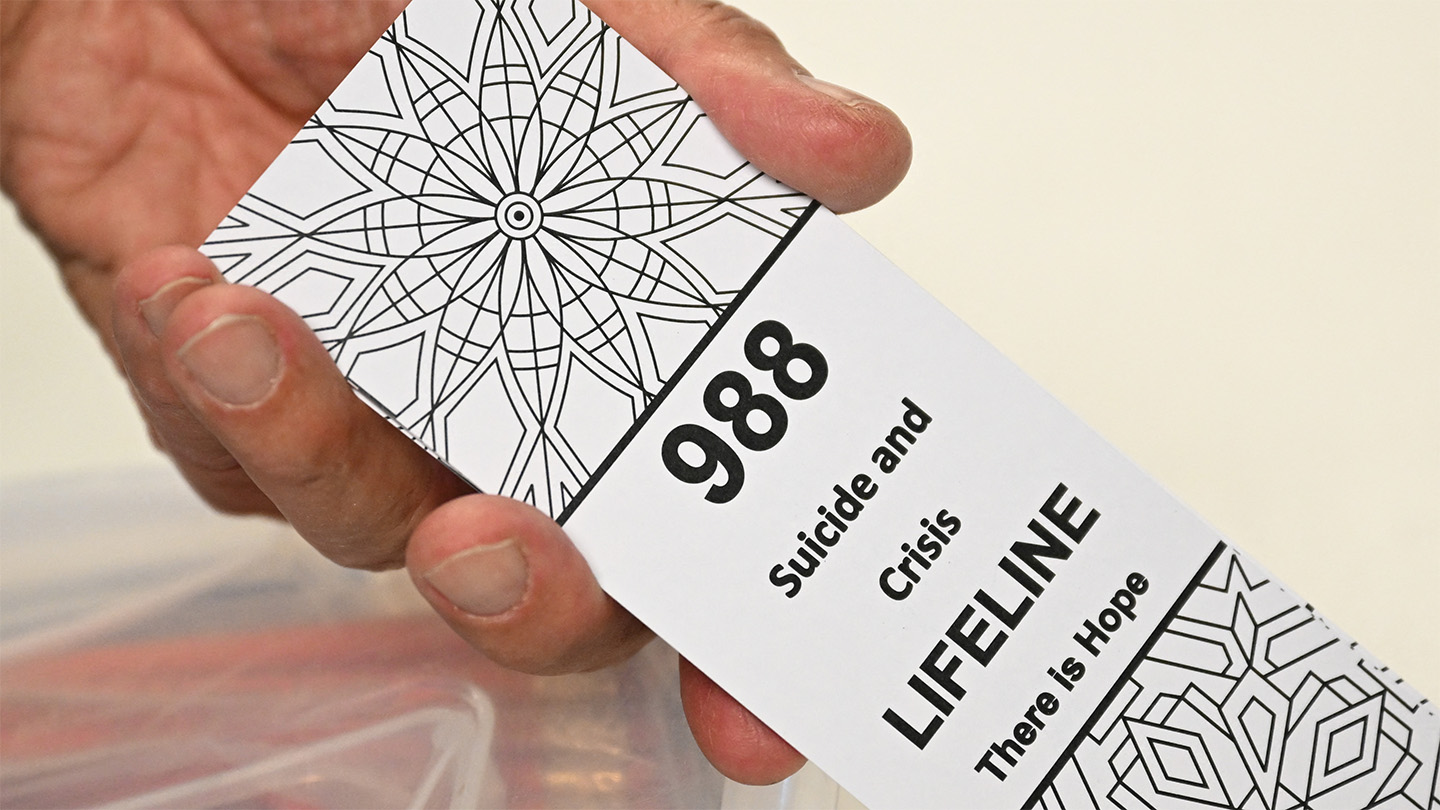 988
Suicide and
Crisis
LIFELINE
There is Hope